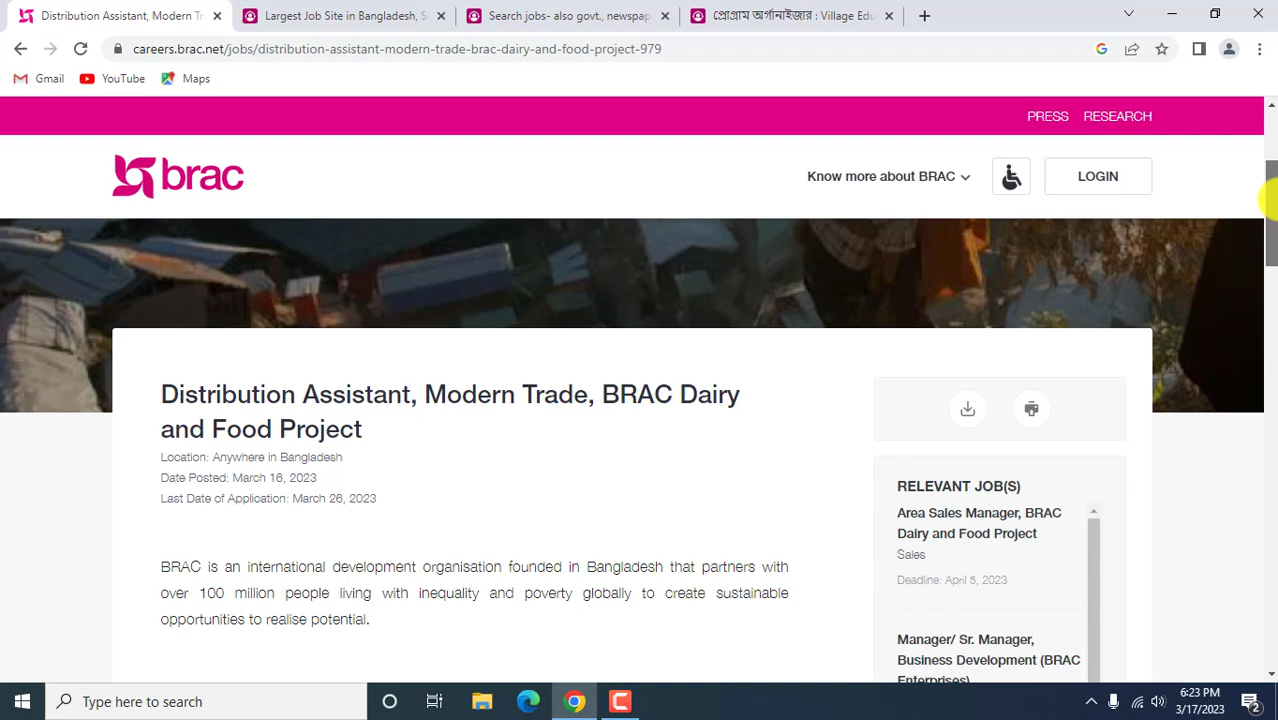 Distribution Assistant, Modern Tr
Largest Job Site in Bangladesh, S
Search jobs- also govt., newspap
প্রোগ্রাম অর্গানাইজার : Village Edu
careers.brac.net/jobs/distribution-assistant-modern-trade-brac-dairy-and-food-project-979
Gmail YouTube Maps
PRESS RESEARCH
brac
Know more about BRAC
LOGIN
Distribution Assistant, Modern Trade, BRAC Dairy
and Food Project
Location: Anywhere in Bangladesh
Date Posted: March 16, 2023
Last Date of Application: March 26, 2023
BRAC is an international development organisation founded in Bangladesh that partners with
over 100 million people living with inequality and poverty globally to create sustainable
opportunities to realise potential.
RELEVANT JOB(S)
Area Sales Manager, BRAC
Dairy and Food Project
Sales
Deadline: April 5, 2023
Manager/ Sr. Manager,
Business Development (BRAC
Enterprises)
Type here to search
6:23 PM
3/17/2023
2